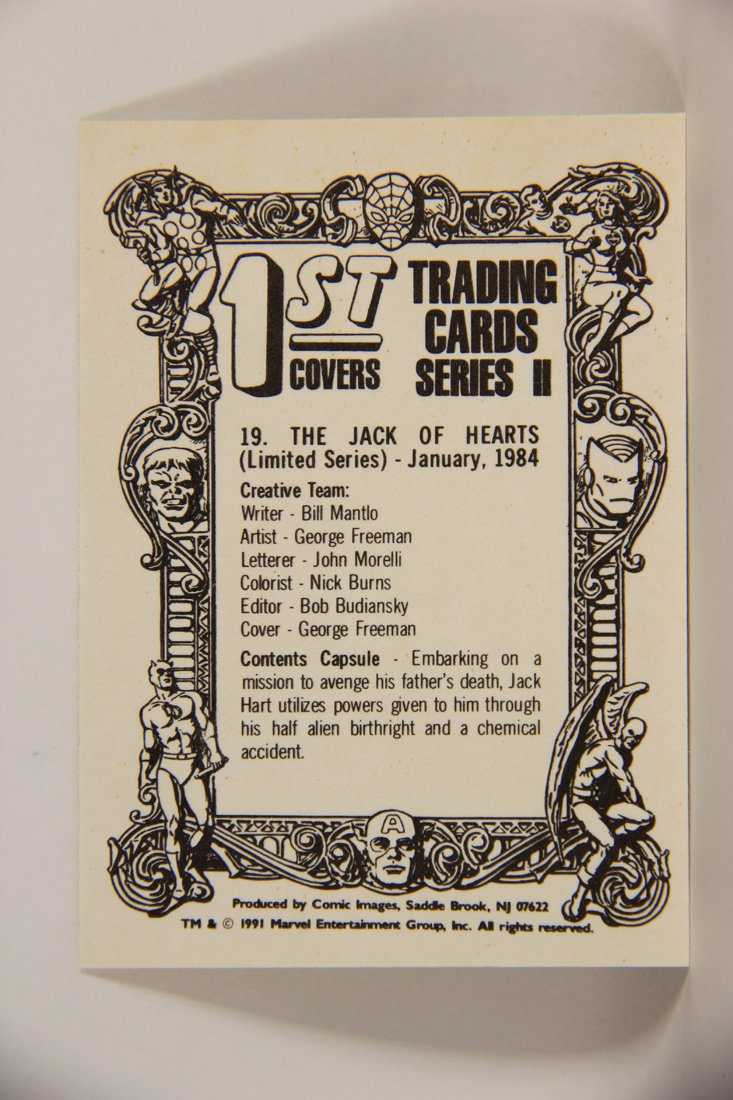 1ST
COVERS
TRADING
CARDS
SERIES II
19. THE JACK OF HEARTS
(Limited Series) - January, 1984
Creative Team:
Writer - Bill Mantlo
Artist - George Freeman
Letterer - John Morelli
Colorist - Nick Burns
Editor - Bob Budiansky
Cover - George Freeman
Contents Capsule - Embarking on a
mission to avenge his father's death, Jack
Hart utilizes powers given to him through
his half alien birthright and a chemical
accident.
A
Produced by Comic Images, Saddle Brook, NJ 07622
TM & © 1991 Marvel Entertainment Group, Inc. All rights reserved.